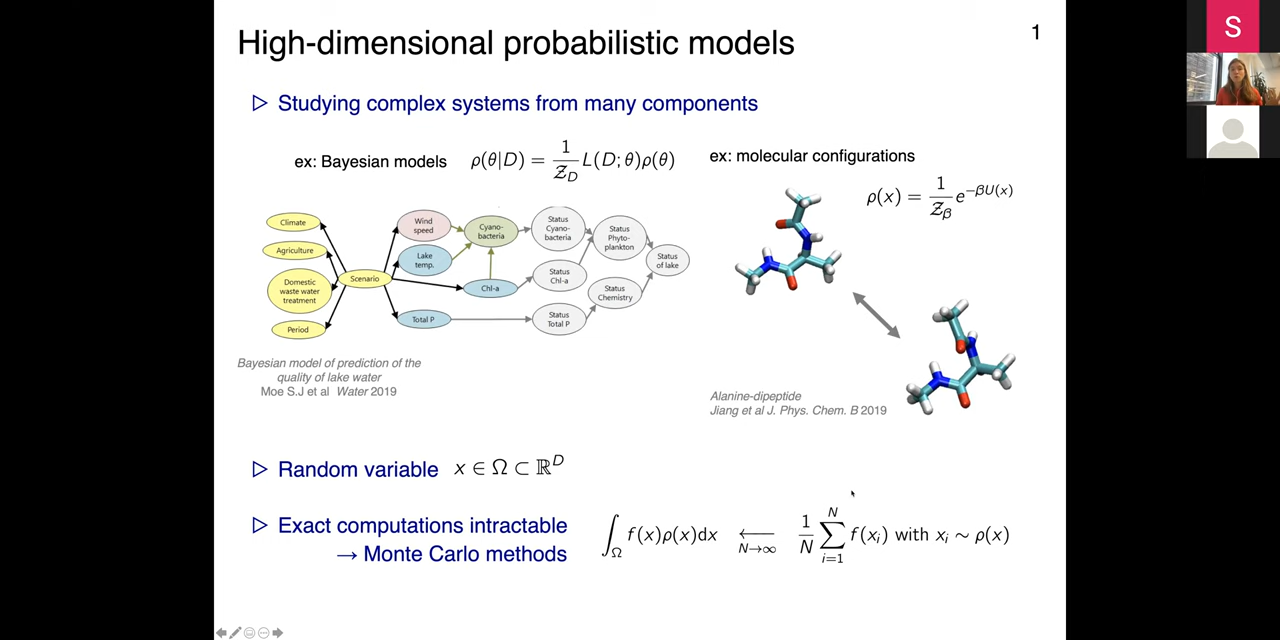 High-dimensional probabilistic models
1
S
▷ Studying complex systems from many components
ex: Bayesian models ρ(θ|D) = 1/Z_D L(D; θ)ρ(θ)
ex: molecular configurations
ρ(x) = 1/Z_β e^{−βU(x)}
Climate
Agriculture
Domestic
waste water
treatment
Period
Scenario
Wind
speed
Lake
temp.
Total P
Cyano-
bacteria
Chl-a
Status
Cyano-
bacteria
Status
Chl-a
Status
Total P
Status
Phyto-
plankton
Status
Chemistry
Status
of lake
Bayesian model of prediction of the
quality of lake water
Moe S.J et al Water 2019
Alanine-dipeptide
Jiang et al J. Phys. Chem. B 2019
▷ Random variable x ∈ Ω ⊂ ℝ^D
▷ Exact computations intractable
→ Monte Carlo methods
∫_Ω f(x)ρ(x)dx ⟵_{N→∞} 1/N ∑_{i=1}^N f(x_i) with x_i ∼ ρ(x)